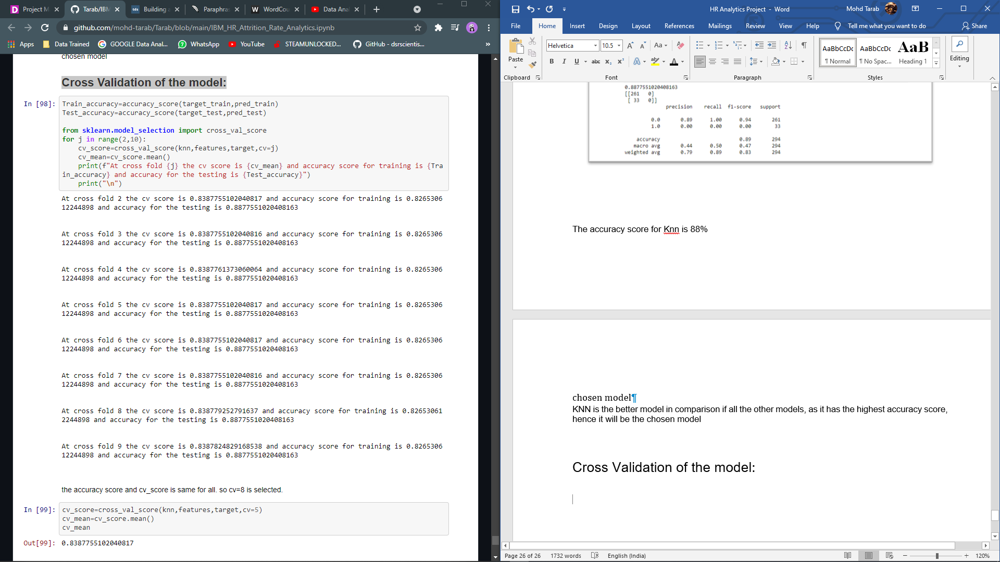 Project M
Tarab/IBM
tds Building a
Paraphras
W WordCou
Data Anal
github.com/mohd-tarab/Tarab/blob/main/IBM_HR_Attrition_Rate_Analytics.ipynb
Apps
Data Trained
GOOGLE Data Anal...
WhatsApp
YouTube
STEAMUNLOCKED...
GitHub - dsrscientis...
»
chosen model
Cross Validation of the model:
In [98]:
Train_accuracy=accuracy_score(target_train,pred_train)
Test_accuracy=accuracy_score(target_test,pred_test)
from sklearn.model_selection import cross_val_score
for j in range(2,10):
cv_score=cross_val_score(knn,features,target,cv=j)
cv_mean=cv_score.mean()
print(f"At cross fold {j} the cv score is {cv_mean} and accuracy score for training is {Tra
in_accuracy} and accuracy for the testing is {Test_accuracy}")
print("\n")
At cross fold 2 the cv score is 0.8387755102040817 and accuracy score for training is 0.8265306
12244898 and accuracy for the testing is 0.8877551020408163
At cross fold 3 the cv score is 0.8387755102040816 and accuracy score for training is 0.8265306
12244898 and accuracy for the testing is 0.8877551020408163
At cross fold 4 the cv score is 0.8387761373060064 and accuracy score for training is 0.8265306
12244898 and accuracy for the testing is 0.8877551020408163
At cross fold 5 the cv score is 0.8387755102040817 and accuracy score for training is 0.8265306
12244898 and accuracy for the testing is 0.8877551020408163
At cross fold 6 the cv score is 0.8387755102040817 and accuracy score for training is 0.8265306
12244898 and accuracy for the testing is 0.8877551020408163
At cross fold 7 the cv score is 0.8387755102040816 and accuracy score for training is 0.8265306
12244898 and accuracy for the testing is 0.8877551020408163
At cross fold 8 the cv score is 0.838779252791637 and accuracy score for training is 0.82653061
2244898 and accuracy for the testing is 0.8877551020408163
At cross fold 9 the cv score is 0.8387824829168538 and accuracy score for training is 0.8265306
12244898 and accuracy for the testing is 0.8877551020408163
the accuracy score and cv_score is same for all. so cv=8 is selected.
In [99]:
cv_score=cross_val_score(knn,features,target,cv=5)
cv_mean=cv_score.mean()
cv_mean
Out[99]: 0.8387755102040817
HR Analytics Project - Word
Mohd Tarab
File Home Insert Design Layout References Mailings Review View Help Tell me what you want to do Share
Paste
Helvetica 10.5
AaBbCcDc AaBbCcDc AaB
¶ Normal ¶ No Spac... Heading 1
Editing
Clipboard Font Paragraph Styles
0.8877551020408163
[[261 0]
[ 33 0]]
precision recall f1-score support
0.0 0.89 1.00 0.94 261
1.0 0.00 0.00 0.00 33
accuracy 0.89 294
macro avg 0.44 0.50 0.47 294
weighted avg 0.79 0.89 0.83 294
The accuracy score for Knn is 88%
chosen model¶
KNN is the better model in comparison if all the other models, as it has the highest accuracy score,
hence it will be the chosen model
Cross Validation of the model:
Page 26 of 26 1732 words English (India) 120%